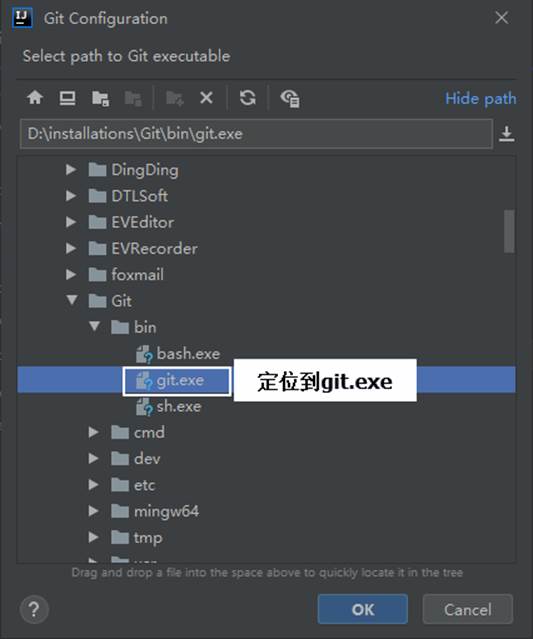 IJ Git Configuration
Select path to Git executable
Hide path
D:\installations\Git\bin\git.exe
DingDing
DTLSoft
EVEditor
EVRecorder
foxmail
Git
bin
bash.exe
git.exe 定位到git.exe
sh.exe
cmd
dev
etc
mingw64
tmp
Drag and drop a file into the space above to quickly locate it in the tree
? OK Cancel